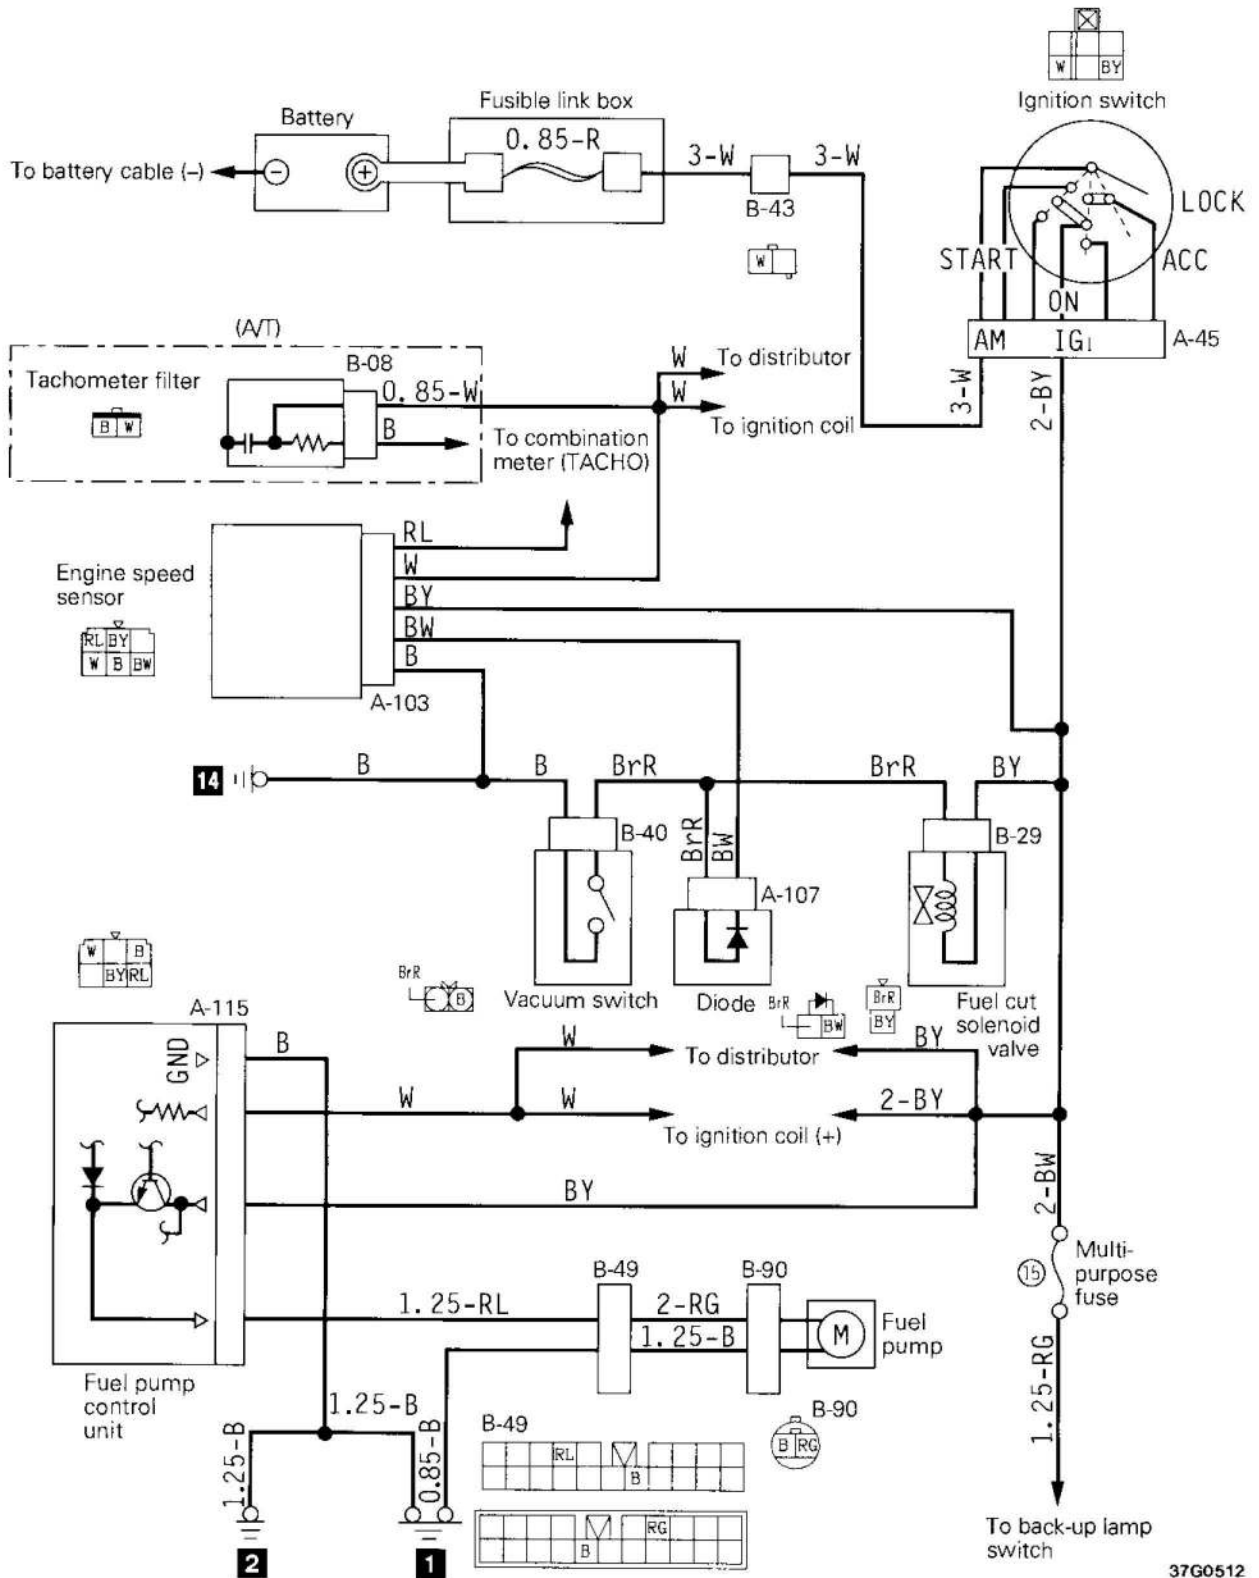 W BY
Ignition switch
Fusible link box
Battery
0.85-R
3-W
3-W
To battery cable (–)
B-43
LOCK
W
START
ACC
ON
AM IG1
A-45
(A/T)
Tachometer filter
B-08
B W
0.85-W
B
W
To distributor
W
To ignition coil
3-W
2-BY
To combination
meter (TACHO)
Engine speed
sensor
RL BY
W B BW
RL
W
BY
BW
B
A-103
14
B
B
BrR
BrR
BY
B-40
BrR
BW
B-29
A-107
W B
BY RL
BrR
B
Vacuum switch
Diode
BrR
BW
BrR
BY
Fuel cut
solenoid
valve
A-115
GND
B
W
To distributor
BY
W
W
2-BY
To ignition coil (+)
BY
2-BW
15
Multi-
purpose
fuse
B-49
B-90
1.25-RL
2-RG
1.25-B
M
Fuel
pump
Fuel pump
control
unit
1.25-B
1.25-B
0.85-B
B-49
RL
B
B-90
B RG
1.25-RG
RG
B
2
1
To back-up lamp
switch
37G0512